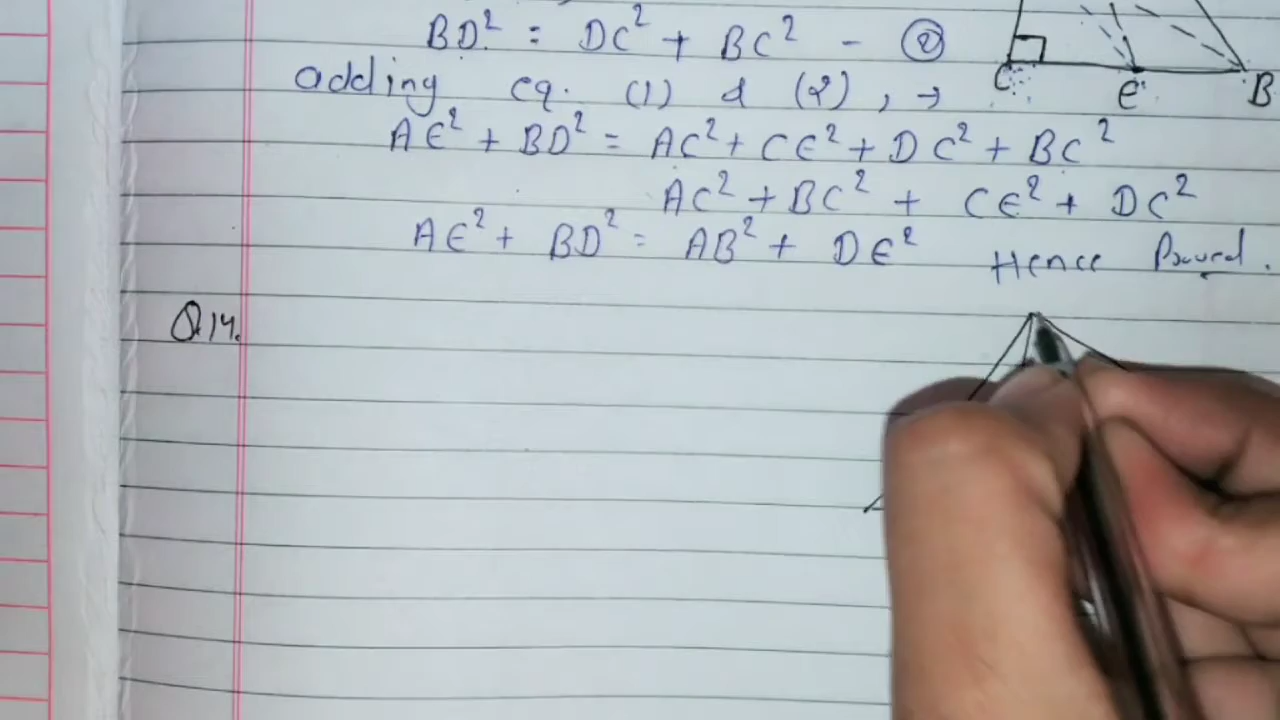 BD² = DC² + BC² - ②
adding eq. (1) & (2), →
AE² + BD² = AC² + CE² + DC² + BC²
AC² + BC² + CE² + DC²
AE² + BD² = AB² + DE² Hence Proved.
C E B
Q.14.